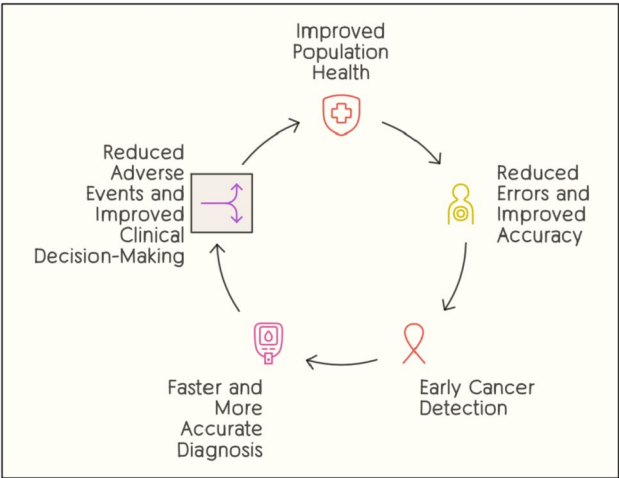 Improved
Population
Health
Reduced
Errors and
Improved
Accuracy
Early Cancer
Detection
Faster and
More
Accurate
Diagnosis
Reduced
Adverse
Events and
Improved
Clinical
Decision-Making